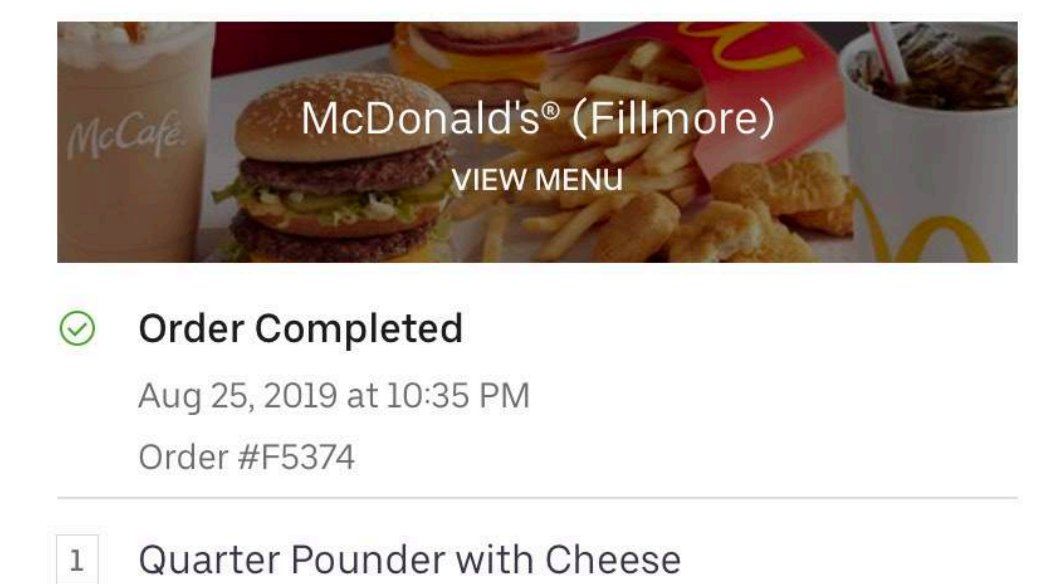 McCafé
McDonald's® (Fillmore)
VIEW MENU
Order Completed
Aug 25, 2019 at 10:35 PM
Order #F5374
1 Quarter Pounder with Cheese